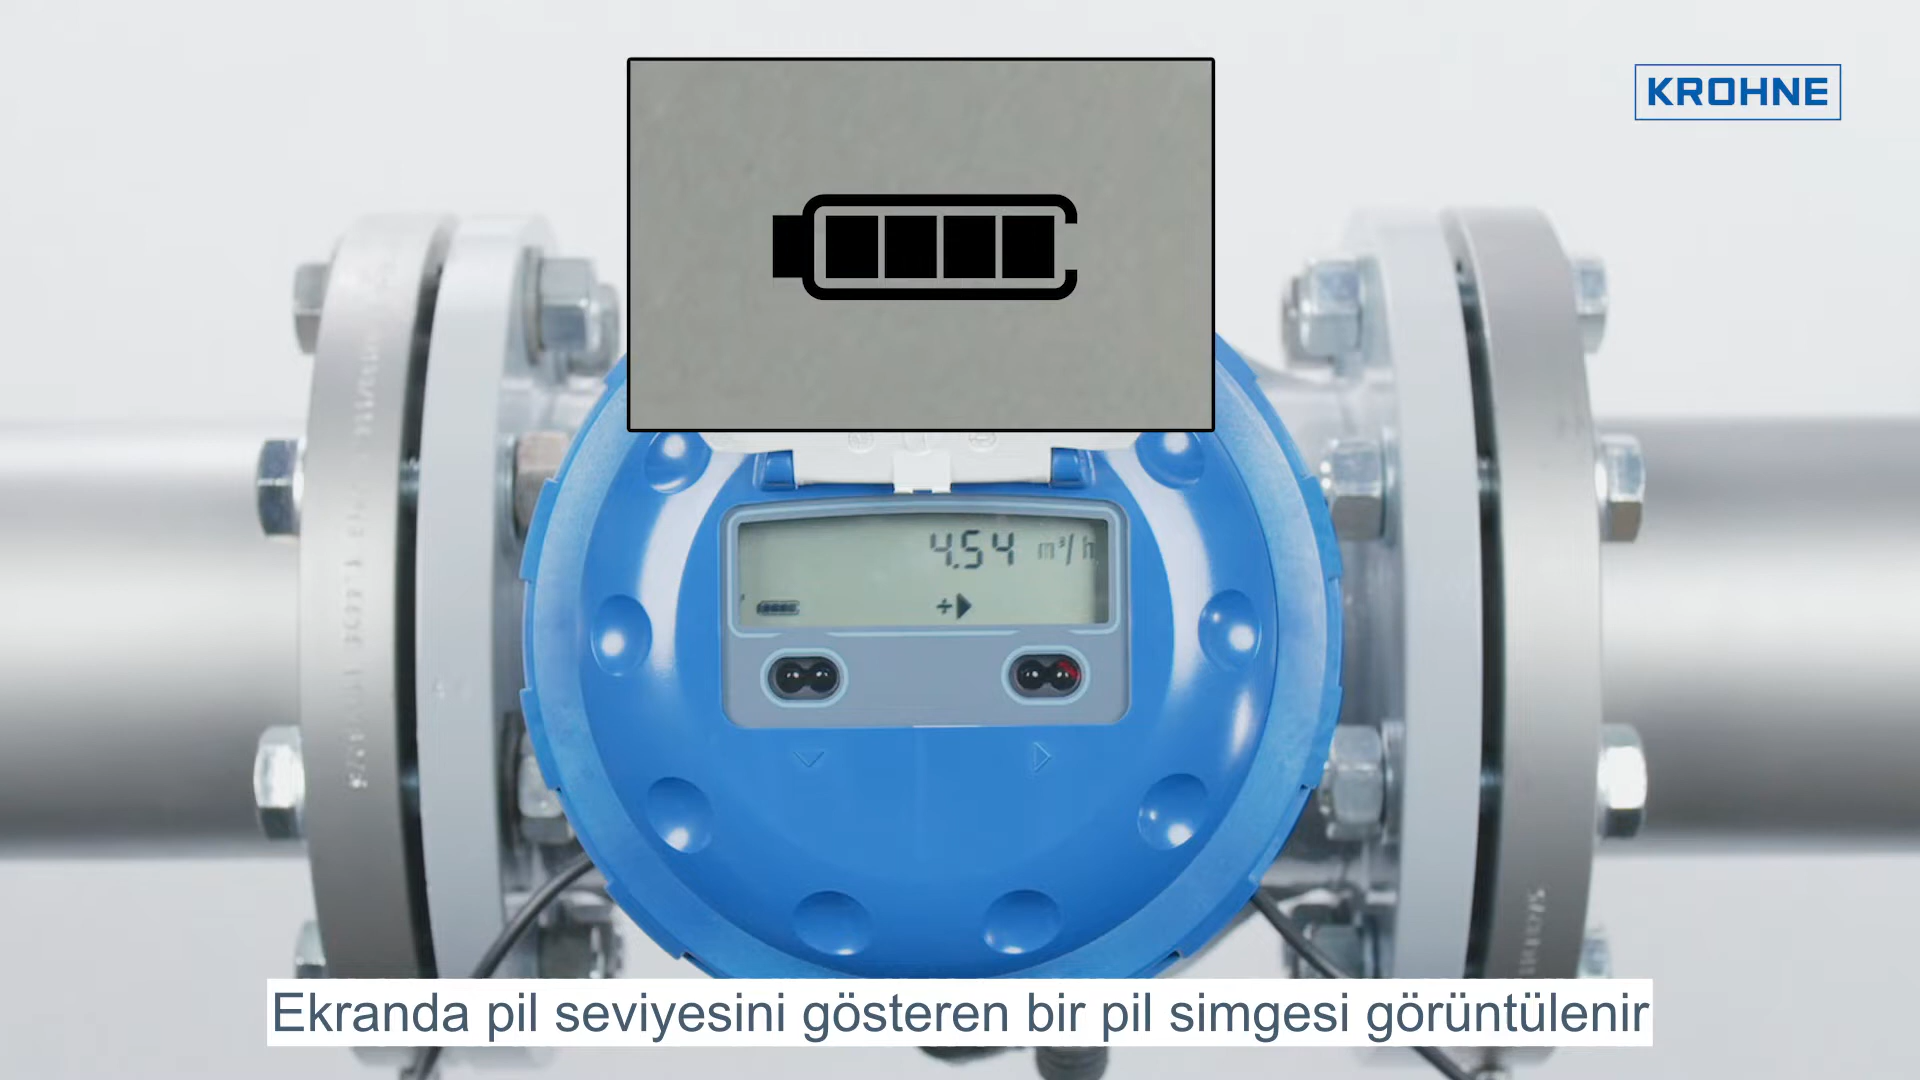 KROHNE
4.54 m³/h
Ekranda pil seviyesini gösteren bir pil simgesi görüntülenir